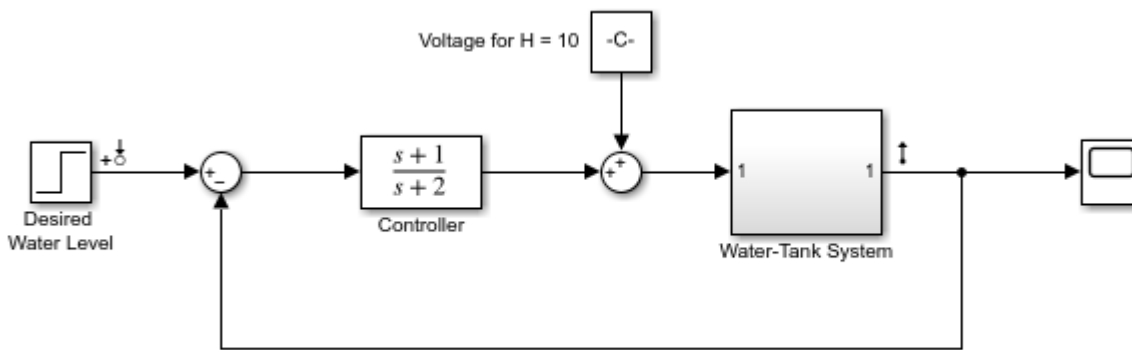 Voltage for H = 10
-C-
+
+
−
s + 1
s + 2
+
+
1
1
Desired
Water Level
Controller
Water-Tank System